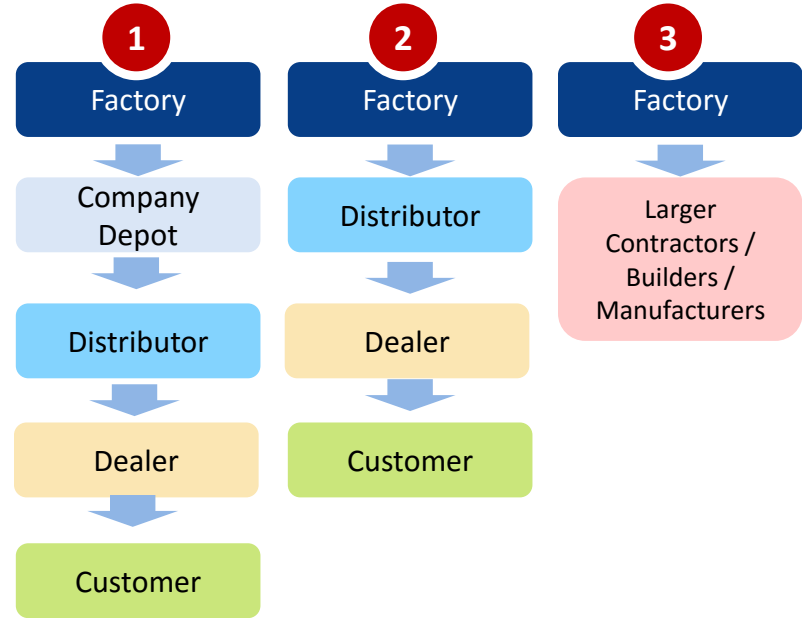 1
Factory
Company
Depot
Distributor
Dealer
Customer
2
Factory
Distributor
Dealer
Customer
3
Factory
Larger
Contractors /
Builders /
Manufacturers